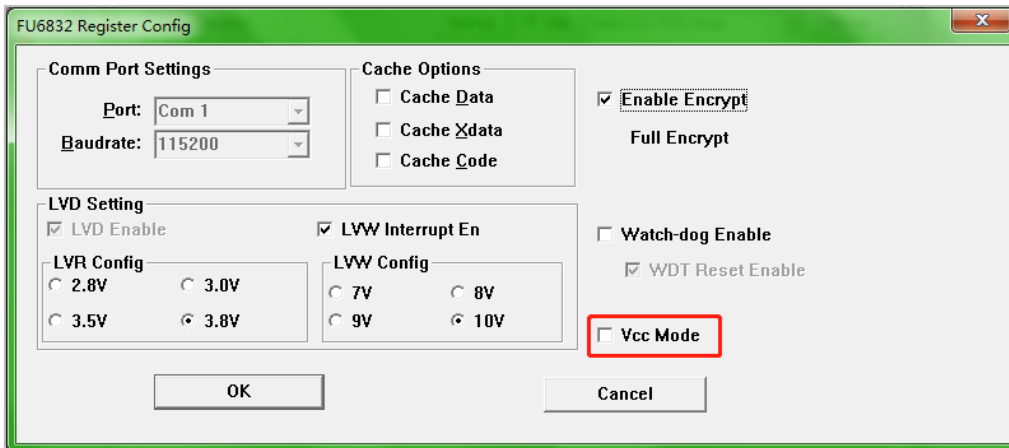 FU6832 Register Config
Comm Port Settings
Port: Com 1
Baudrate: 115200
Cache Options
Cache Data
Cache Xdata
Cache Code
Enable Encrypt
Full Encrypt
LVD Setting
LVD Enable
LVW Interrupt En
LVR Config
2.8V 3.0V
3.5V 3.8V
LVW Config
7V 8V
9V 10V
Watch-dog Enable
WDT Reset Enable
Vcc Mode
OK
Cancel